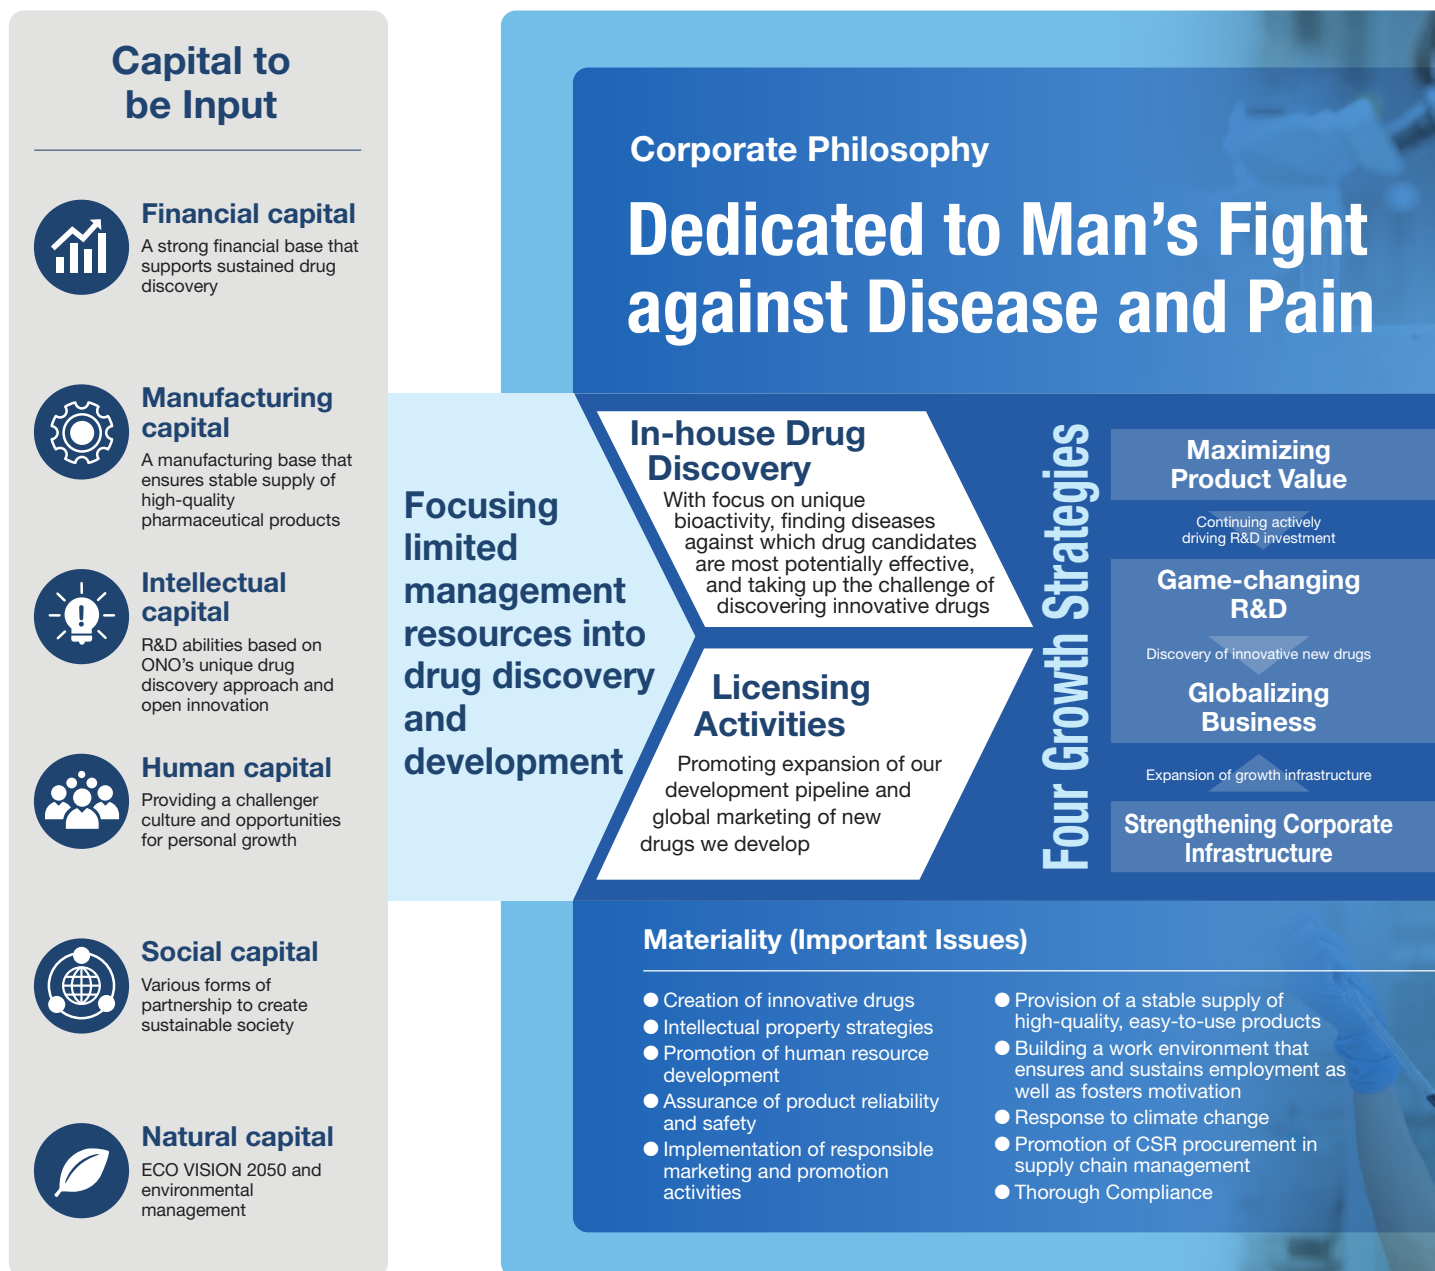 Capital to
be Input
Financial capital
A strong financial base that
supports sustained drug
discovery
Manufacturing
capital
A manufacturing base that
ensures stable supply of
high-quality
pharmaceutical products
Intellectual
capital
R&D abilities based on
ONO’s unique drug
discovery approach and
open innovation
Human capital
Providing a challenger
culture and opportunities
for personal growth
Social capital
Various forms of
partnership to create
sustainable society
Natural capital
ECO VISION 2050 and
environmental
management
Focusing
limited
management
resources into
drug discovery
and
development
Corporate Philosophy
Dedicated to Man’s Fight
against Disease and Pain
In-house Drug
Discovery
With focus on unique
bioactivity, finding diseases
against which drug candidates
are most potentially effective,
and taking up the challenge of
discovering innovative drugs
Licensing
Activities
Promoting expansion of our
development pipeline and
global marketing of new
drugs we develop
Four Growth Strategies
Maximizing
Product Value
Continuing actively
driving R&D investment
Game-changing
R&D
Discovery of innovative new drugs
Globalizing
Business
Expansion of growth infrastructure
Strengthening Corporate
Infrastructure
Materiality (Important Issues)
● Creation of innovative drugs
● Intellectual property strategies
● Promotion of human resource
development
● Assurance of product reliability
and safety
● Implementation of responsible
marketing and promotion
activities
● Provision of a stable supply of
high-quality, easy-to-use products
● Building a work environment that
ensures and sustains employment as
well as fosters motivation
● Response to climate change
● Promotion of CSR procurement in
supply chain management
● Thorough Compliance